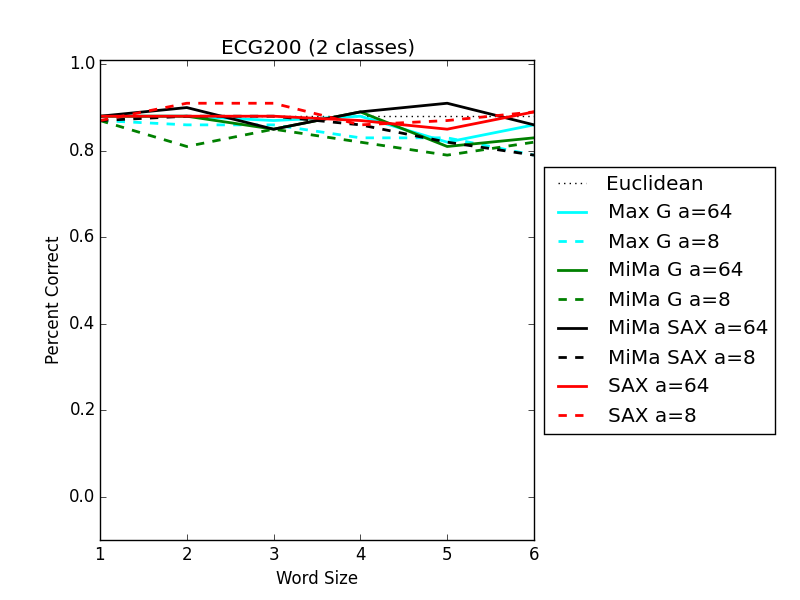 ECG200 (2 classes)
1.0
0.8
0.6
0.4
0.2
0.0
Percent Correct
1 2 3 4 5 6
Word Size
Euclidean
Max G a=64
Max G a=8
MiMa G a=64
MiMa G a=8
MiMa SAX a=64
MiMa SAX a=8
SAX a=64
SAX a=8